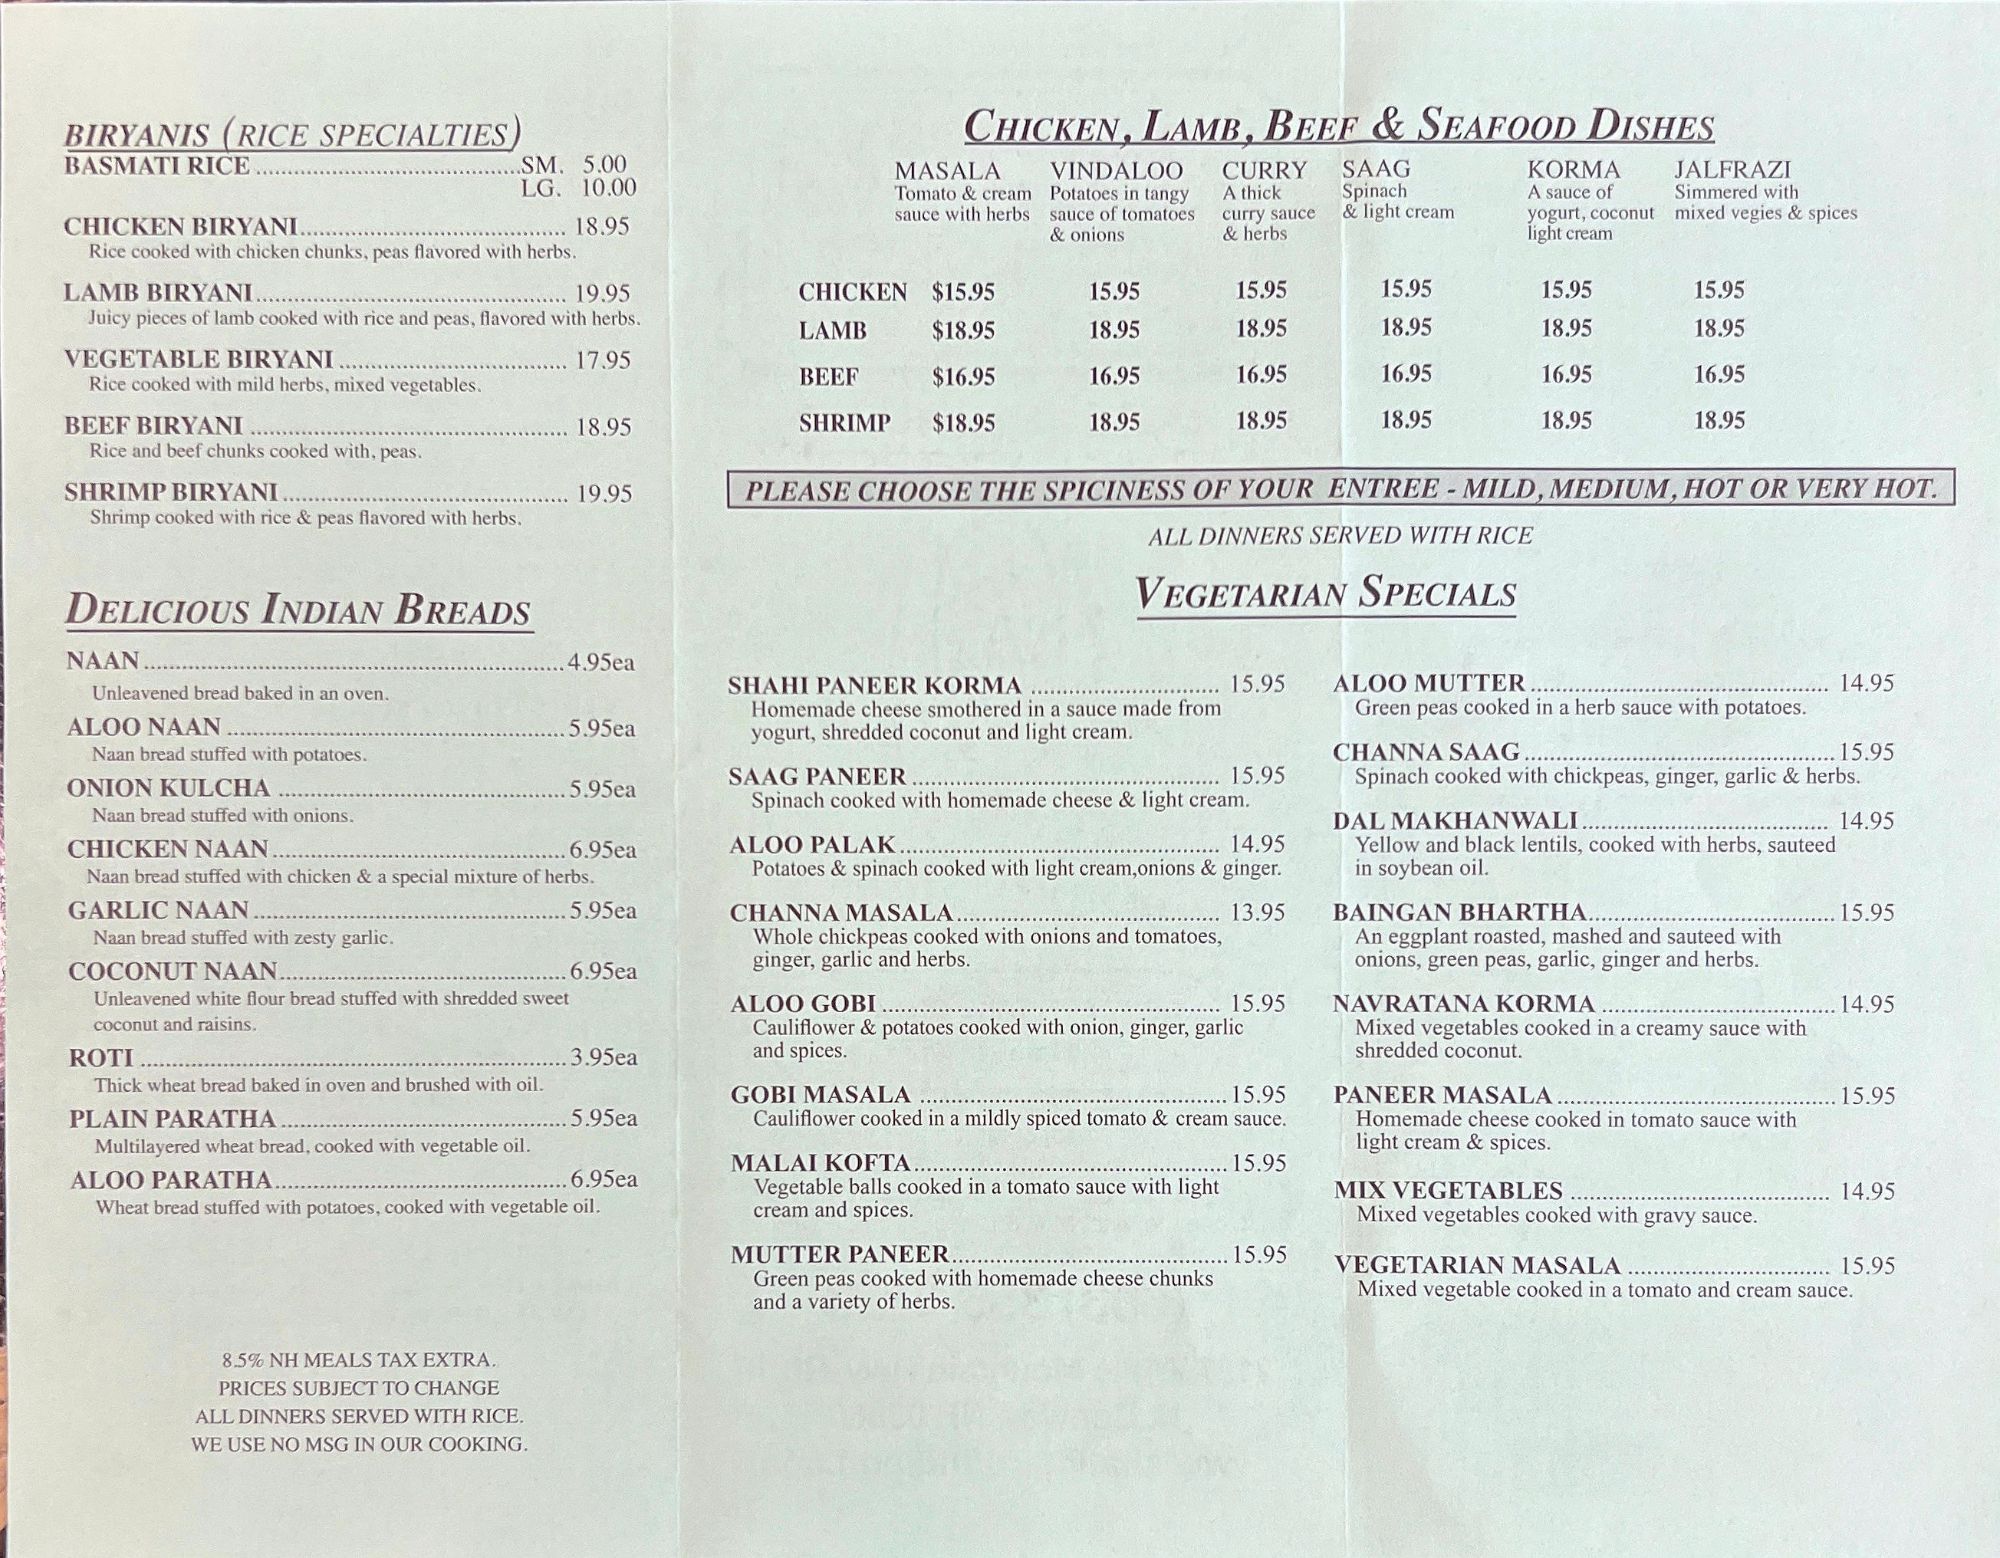 BIRYANIS (RICE SPECIALTIES)
BASMATI RICE ..................................................SM. 5.00
LG. 10.00
CHICKEN BIRYANI.................................................. 18.95
Rice cooked with chicken chunks, peas flavored with herbs.
LAMB BIRYANI.......................................................... 19.95
Juicy pieces of lamb cooked with rice and peas, flavored with herbs.
VEGETABLE BIRYANI ........................................... 17.95
Rice cooked with mild herbs, mixed vegetables.
BEEF BIRYANI ........................................................... 18.95
Rice and beef chunks cooked with, peas.
SHRIMP BIRYANI..................................................... 19.95
Shrimp cooked with rice & peas flavored with herbs.
DELICIOUS INDIAN BREADS
NAAN..............................................................................4.95ea
Unleavened bread baked in an oven.
ALOO NAAN ...............................................................5.95ea
Naan bread stuffed with potatoes.
ONION KULCHA ......................................................5.95ea
Naan bread stuffed with onions.
CHICKEN NAAN.......................................................6.95ea
Naan bread stuffed with chicken & a special mixture of herbs.
GARLIC NAAN..........................................................5.95ea
Naan bread stuffed with zesty garlic.
COCONUT NAAN.....................................................6.95ea
Unleavened white flour bread stuffed with shredded sweet
coconut and raisins.
ROTI ...............................................................................3.95ea
Thick wheat bread baked in oven and brushed with oil.
PLAIN PARATHA .....................................................5.95ea
Multilayered wheat bread, cooked with vegetable oil.
ALOO PARATHA.......................................................6.95ea
Wheat bread stuffed with potatoes, cooked with vegetable oil.
8.5% NH MEALS TAX EXTRA.
PRICES SUBJECT TO CHANGE
ALL DINNERS SERVED WITH RICE.
WE USE NO MSG IN OUR COOKING.
CHICKEN, LAMB, BEEF & SEAFOOD DISHES
MASALA VINDALOO CURRY SAAG KORMA JALFRAZI
Tomato & cream Potatoes in tangy A thick Spinach A sauce of Simmered with
sauce with herbs sauce of tomatoes curry sauce & light cream yogurt, coconut mixed vegies & spices
& onions & herbs light cream
CHICKEN $15.95 15.95 15.95 15.95 15.95 15.95
LAMB $18.95 18.95 18.95 18.95 18.95 18.95
BEEF $16.95 16.95 16.95 16.95 16.95 16.95
SHRIMP $18.95 18.95 18.95 18.95 18.95 18.95
PLEASE CHOOSE THE SPICINESS OF YOUR ENTREE - MILD, MEDIUM, HOT OR VERY HOT.
ALL DINNERS SERVED WITH RICE
VEGETARIAN SPECIALS
SHAHI PANEER KORMA ............................... 15.95
Homemade cheese smothered in a sauce made from
yogurt, shredded coconut and light cream.
SAAG PANEER ................................................... 15.95
Spinach cooked with homemade cheese & light cream.
ALOO PALAK..................................................... 14.95
Potatoes & spinach cooked with light cream,onions & ginger.
CHANNA MASALA........................................... 13.95
Whole chickpeas cooked with onions and tomatoes,
ginger, garlic and herbs.
ALOO GOBI ........................................................ 15.95
Cauliflower & potatoes cooked with onion, ginger, garlic
and spices.
GOBI MASALA ...................................................15.95
Cauliflower cooked in a mildly spiced tomato & cream sauce.
MALAI KOFTA....................................................15.95
Vegetable balls cooked in a tomato sauce with light
cream and spices.
MUTTER PANEER..............................................15.95
Green peas cooked with homemade cheese chunks
and a variety of herbs.
ALOO MUTTER................................................. 14.95
Green peas cooked in a herb sauce with potatoes.
CHANNA SAAG....................................................15.95
Spinach cooked with chickpeas, ginger, garlic & herbs.
DAL MAKHANWALI......................................... 14.95
Yellow and black lentils, cooked with herbs, sauteed
in soybean oil.
BAINGAN BHARTHA.........................................15.95
An eggplant roasted, mashed and sauteed with
onions, green peas, garlic, ginger and herbs.
NAVRATANA KORMA .......................................14.95
Mixed vegetables cooked in a creamy sauce with
shredded coconut.
PANEER MASALA..............................................15.95
Homemade cheese cooked in tomato sauce with
light cream & spices.
MIX VEGETABLES ........................................... 14.95
Mixed vegetables cooked with gravy sauce.
VEGETARIAN MASALA .................................. 15.95
Mixed vegetable cooked in a tomato and cream sauce.